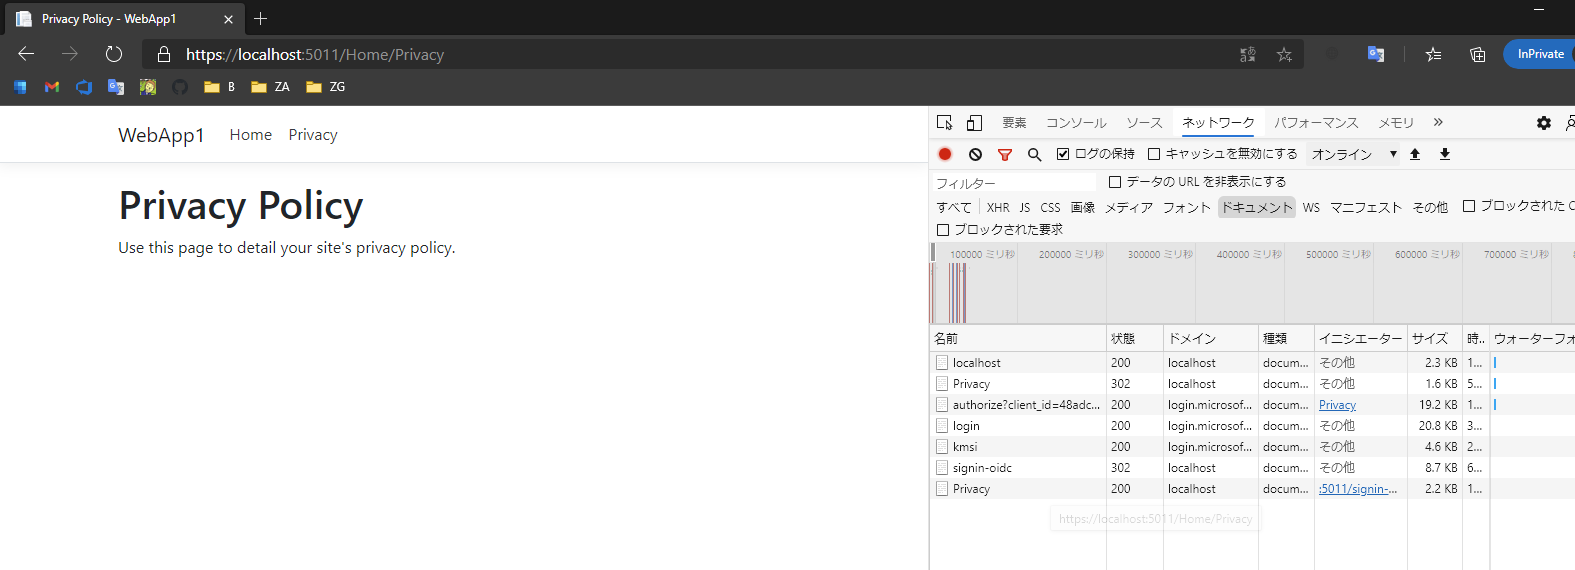 Privacy Policy - WebApp1
https://localhost:5011/Home/Privacy
InPrivate
B ZA ZG
WebApp1 Home Privacy
Privacy Policy
Use this page to detail your site's privacy policy.
要素 コンソール ソース ネットワーク パフォーマンス メモリ
ログの保持 キャッシュを無効にする オンライン
フィルター データの URL を非表示にする
すべて XHR JS CSS 画像 メディア フォント ドキュメント WS マニフェスト その他 ブロックされた C
ブロックされた要求
100000 ミリ秒 200000 ミリ秒 300000 ミリ秒 400000 ミリ秒 500000 ミリ秒 600000 ミリ秒 700000 ミリ秒
名前 状態 ドメイン 種類 イニシエーター サイズ 時.. ウォーターフォ
localhost 200 localhost docum... その他 2.3 KB 1...
Privacy 302 localhost docum... その他 1.6 KB 5...
authorize?client_id=48adc... 200 login.microsof... docum... Privacy 19.2 KB 1...
login 200 login.microsof... docum... その他 20.8 KB 3...
kmsi 200 login.microsof... docum... その他 4.6 KB 2...
signin-oidc 302 localhost docum... その他 8.7 KB 6...
Privacy 200 localhost docum... :5011/signin-... 2.2 KB 1...
https://localhost:5011/Home/Privacy